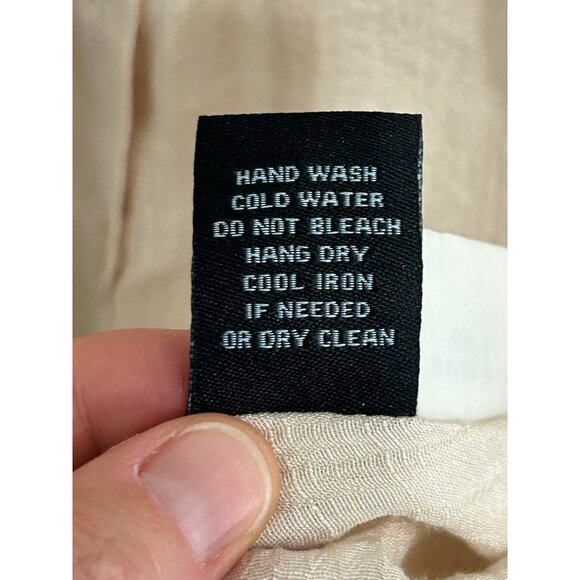 HAND WASH
COLD WATER
DO NOT BLEACH
HANG DRY
COOL IRON
IF NEEDED
OR DRY CLEAN